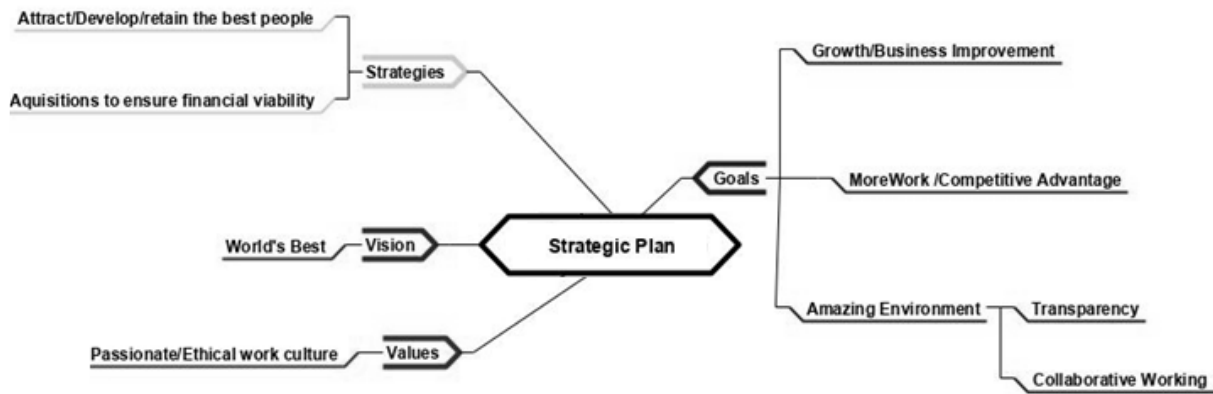 Attract/Develop/retain the best people
Strategies
Aquisitions to ensure financial viability
Growth/Business Improvement
Goals
MoreWork /Competitive Advantage
World's Best
Vision
Strategic Plan
Amazing Environment
Transparency
Passionate/Ethical work culture
Values
Collaborative Working